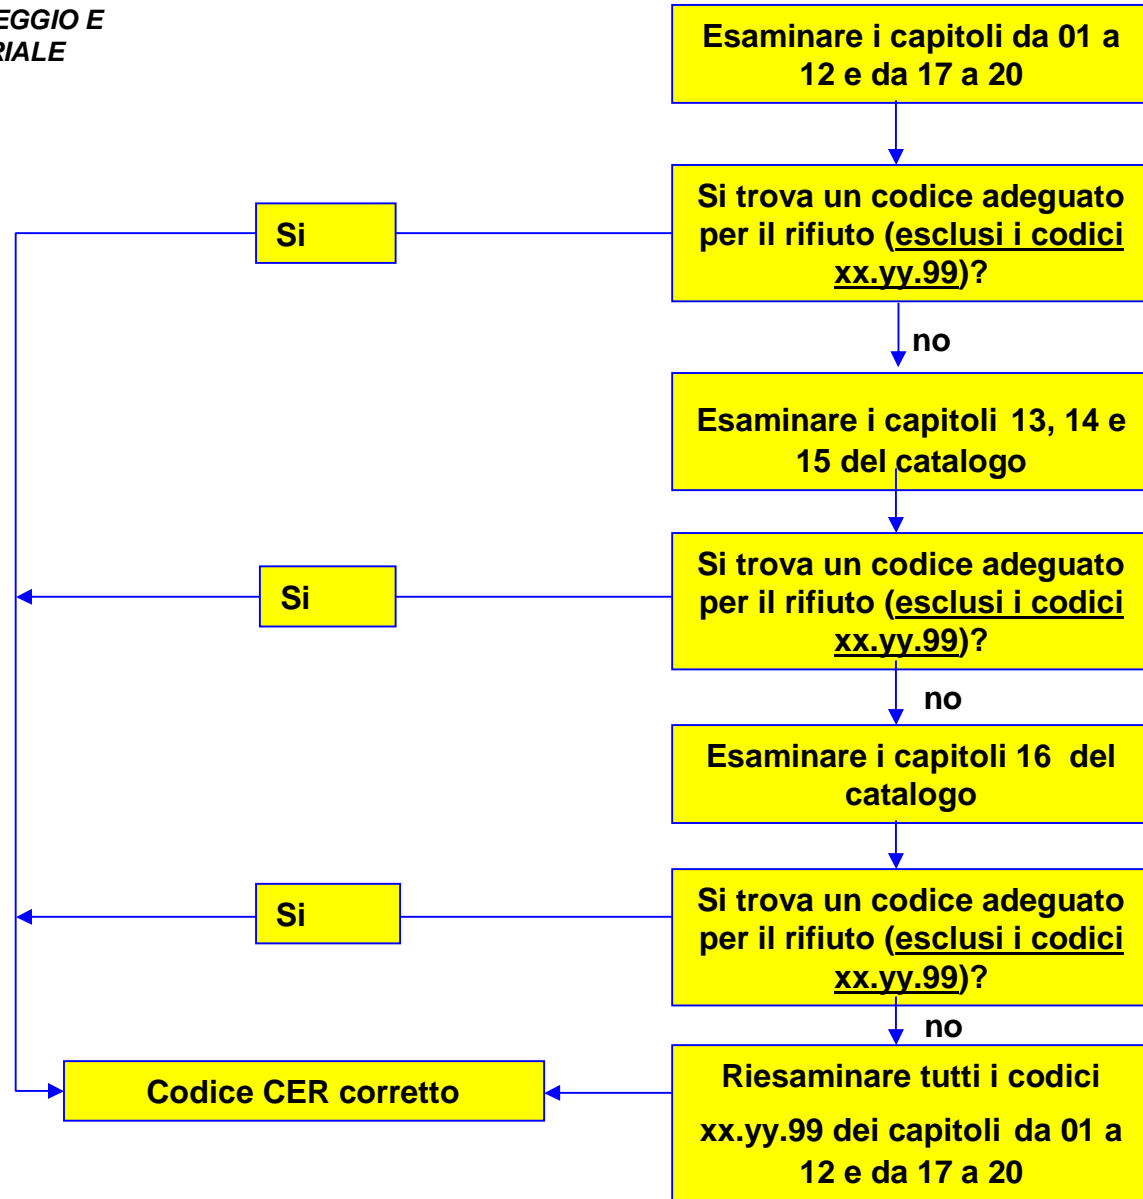 EGGIO E
RIALE
Esaminare i capitoli da 01 a
12 e da 17 a 20
Si trova un codice adeguato
per il rifiuto (esclusi i codici
xx.yy.99)?
Si
no
Esaminare i capitoli 13, 14 e
15 del catalogo
Si trova un codice adeguato
per il rifiuto (esclusi i codici
xx.yy.99)?
Si
no
Esaminare i capitoli 16 del
catalogo
Si trova un codice adeguato
per il rifiuto (esclusi i codici
xx.yy.99)?
Si
no
Riesaminare tutti i codici
xx.yy.99 dei capitoli da 01 a
12 e da 17 a 20
Codice CER corretto